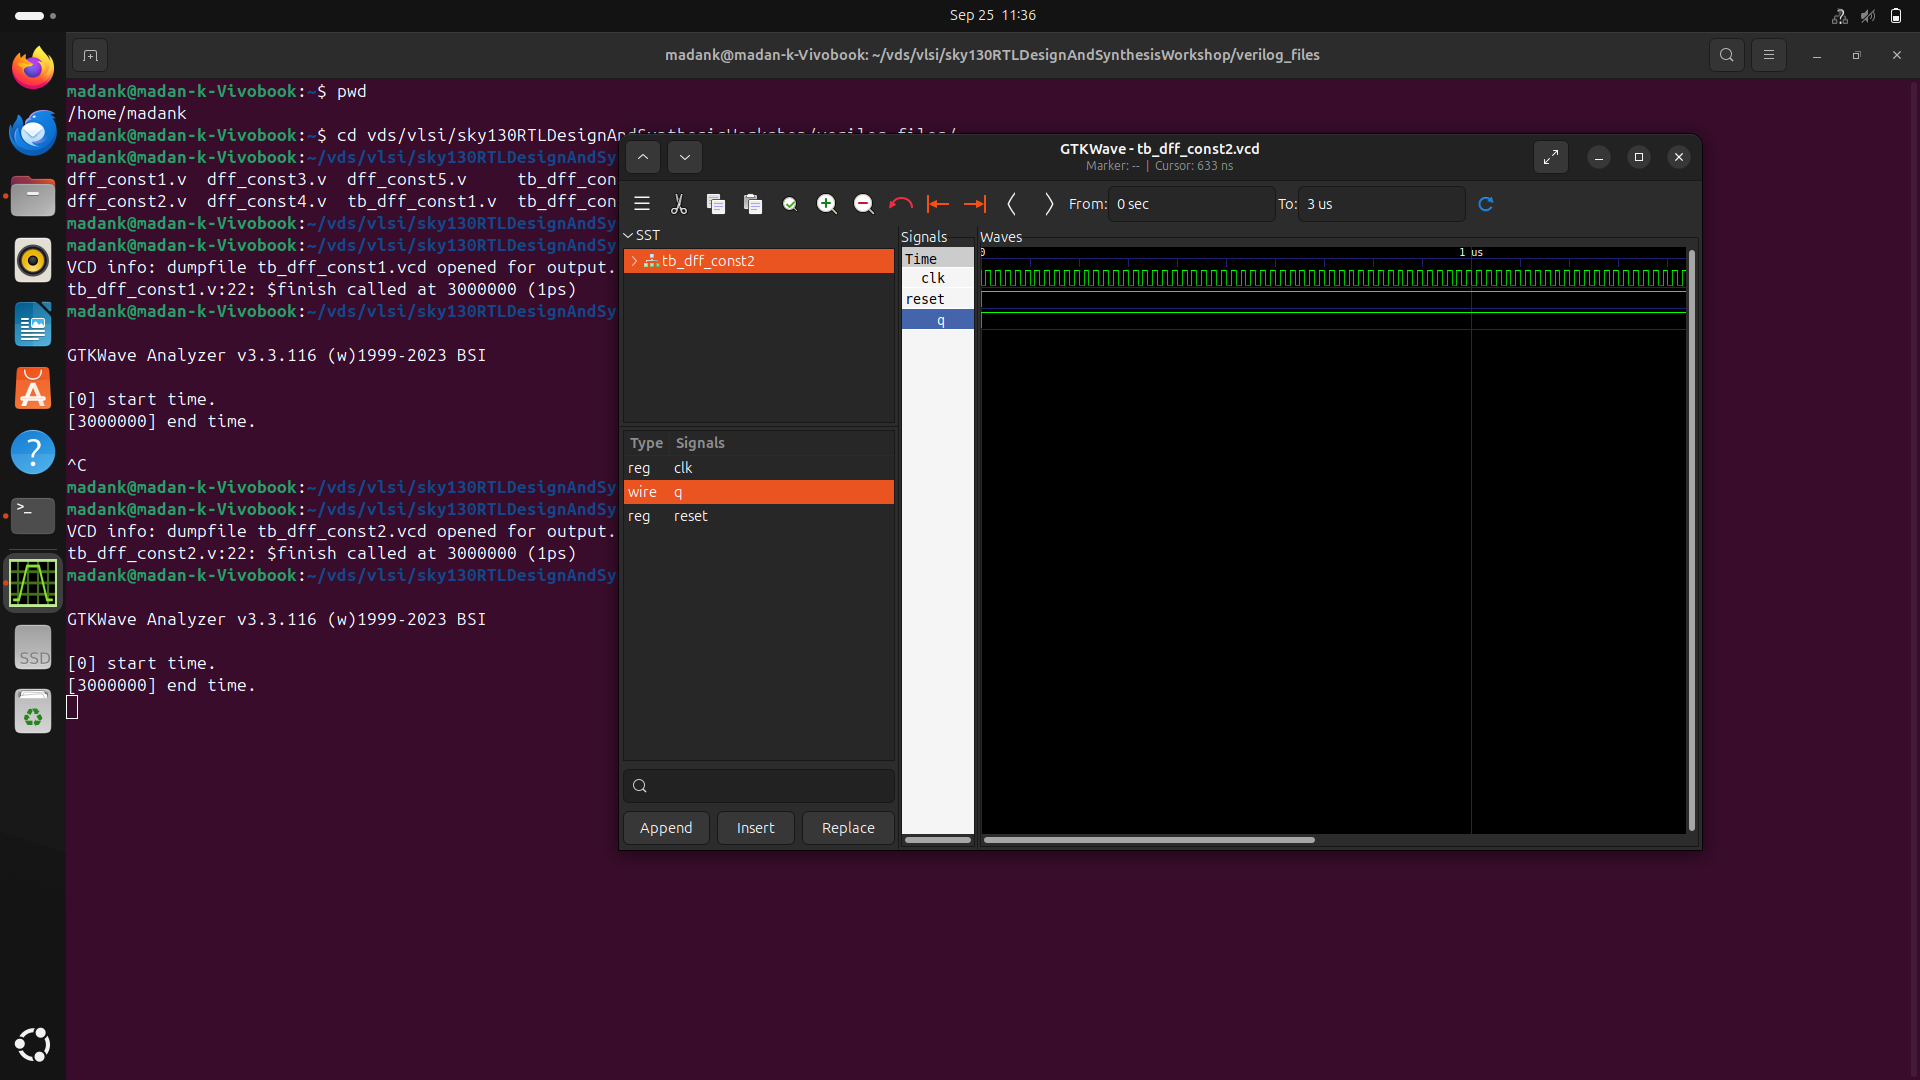 Sep 25 11:36
madank@madan-k-Vivobook: ~/vds/vlsi/sky130RTLDesignAndSynthesisWorkshop/verilog_files
madank@madan-k-Vivobook:~$ pwd
/home/madank
madank@madan-k-Vivobook:~$ cd vds/vlsi/sky130RTLDesignAndSynthesisWorkshop/verilog_files/
madank@madan-k-Vivobook:~/vds/vlsi/sky130RTLDesignAndSy
dff_const1.v dff_const3.v dff_const5.v tb_dff_con
dff_const2.v dff_const4.v tb_dff_const1.v tb_dff_con
madank@madan-k-Vivobook:~/vds/vlsi/sky130RTLDesignAndSy
madank@madan-k-Vivobook:~/vds/vlsi/sky130RTLDesignAndSy
VCD info: dumpfile tb_dff_const1.vcd opened for output.
tb_dff_const1.v:22: $finish called at 3000000 (1ps)
madank@madan-k-Vivobook:~/vds/vlsi/sky130RTLDesignAndSy
GTKWave Analyzer v3.3.116 (w)1999-2023 BSI
[0] start time.
[3000000] end time.
^C
madank@madan-k-Vivobook:~/vds/vlsi/sky130RTLDesignAndSy
madank@madan-k-Vivobook:~/vds/vlsi/sky130RTLDesignAndSy
VCD info: dumpfile tb_dff_const2.vcd opened for output.
tb_dff_const2.v:22: $finish called at 3000000 (1ps)
madank@madan-k-Vivobook:~/vds/vlsi/sky130RTLDesignAndSy
GTKWave Analyzer v3.3.116 (w)1999-2023 BSI
[0] start time.
[3000000] end time.
SSD
GTKWave - tb_dff_const2.vcd
Marker: -- | Cursor: 633 ns
From: 0 sec To: 3 us
SST
tb_dff_const2
Type Signals
reg clk
wire q
reg reset
Append Insert Replace
Signals
Time
clk
reset
q
Waves
0 1 us